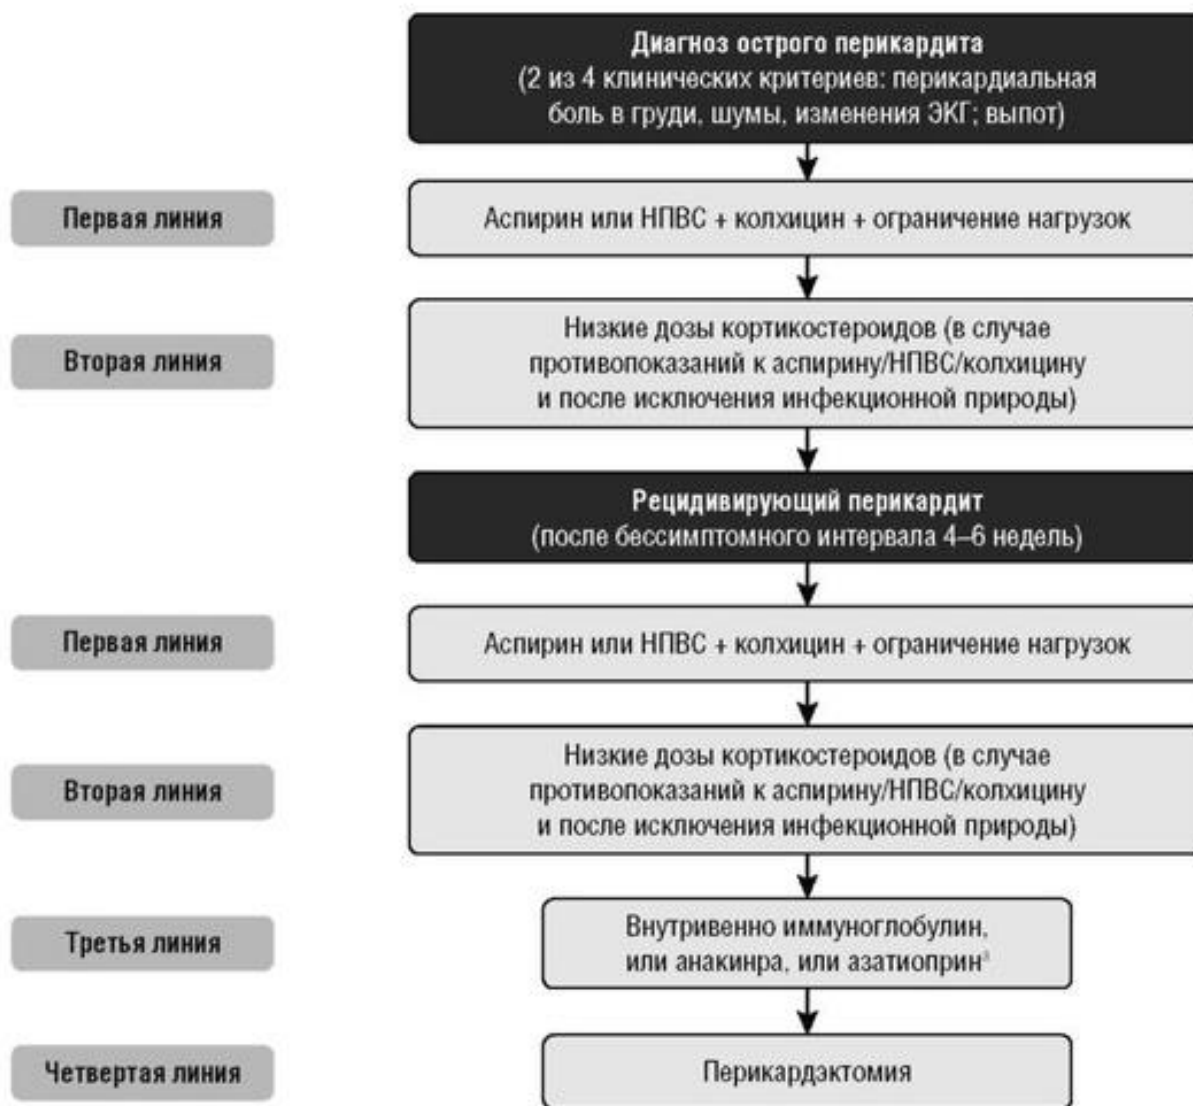 Диагноз острого перикардита
(2 из 4 клинических критериев: перикардиальная
боль в груди, шумы, изменения ЭКГ; выпот)
Первая линия
Аспирин или НПВС + колхицин + ограничение нагрузок
Вторая линия
Низкие дозы кортикостероидов (в случае
противопоказаний к аспирину/НПВС/колхицину
и после исключения инфекционной природы)
Рецидивирующий перикардит
(после бессимптомного интервала 4–6 недель)
Первая линия
Аспирин или НПВС + колхицин + ограничение нагрузок
Вторая линия
Низкие дозы кортикостероидов (в случае
противопоказаний к аспирину/НПВС/колхицину
и после исключения инфекционной природы)
Третья линия
Внутривенно иммуноглобулин,
или анакинра, или азатиопринª
Четвертая линия
Перикардэктомия